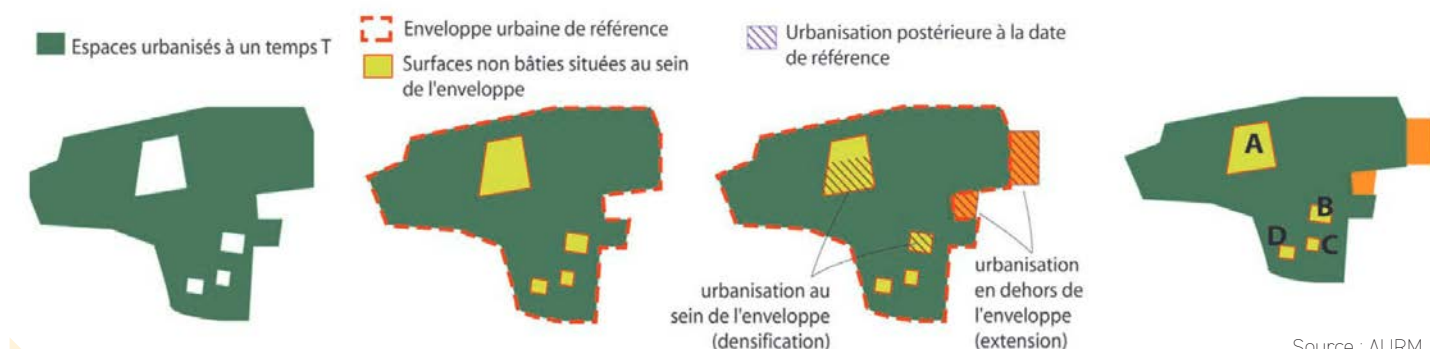 Espaces urbanisés à un temps T
Enveloppe urbaine de référence
Surfaces non bâties situées au sein
de l'enveloppe
Urbanisation postérieure à la date
de référence
urbanisation au
sein de l'enveloppe
(densification)
urbanisation
en dehors de
l'enveloppe
(extension)
A
B
C
D
Source : AURM